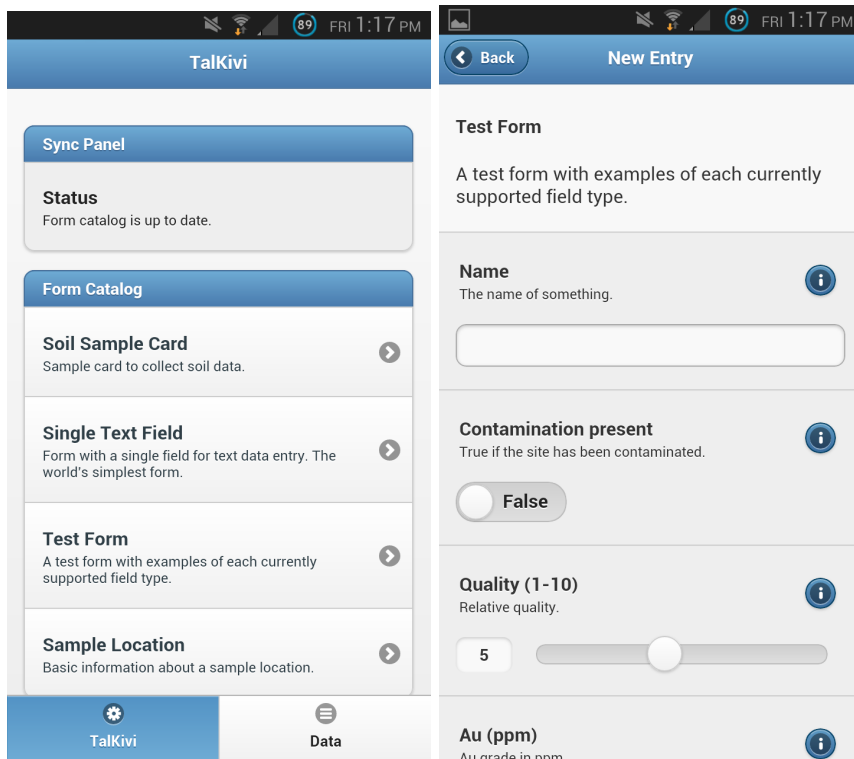 89 FRI 1:17 PM
TalKivi
Sync Panel
Status
Form catalog is up to date.
Form Catalog
Soil Sample Card
Sample card to collect soil data.
Single Text Field
Form with a single field for text data entry. The
world's simplest form.
Test Form
A test form with examples of each currently
supported field type.
Sample Location
Basic information about a sample location.
TalKivi
Data
89 FRI 1:17 PM
Back
New Entry
Test Form
A test form with examples of each currently
supported field type.
Name
The name of something.
Contamination present
True if the site has been contaminated.
False
Quality (1-10)
Relative quality.
5
Au (ppm)
Au grade in ppm